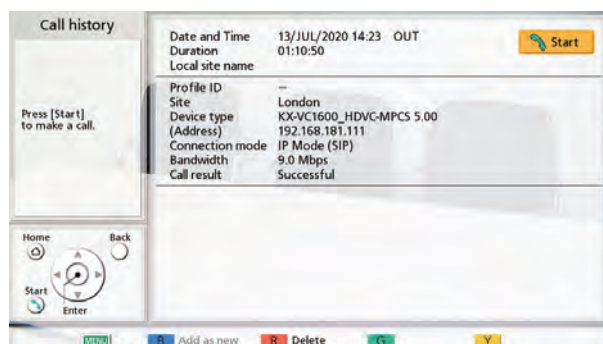 Call history
Press [Start]
to make a call.
Home
Back
Start
Enter
Date and Time 13/JUL/2020 14:23 OUT
Duration 01:10:50
Local site name
Start
Profile ID –
Site London
Device type KX-VC1600_HDVC-MPCS 5.00
(Address) 192.168.181.111
Connection mode IP Mode (SIP)
Bandwidth 9.0 Mbps
Call result Successful
MENU B Add as new R Delete G Y